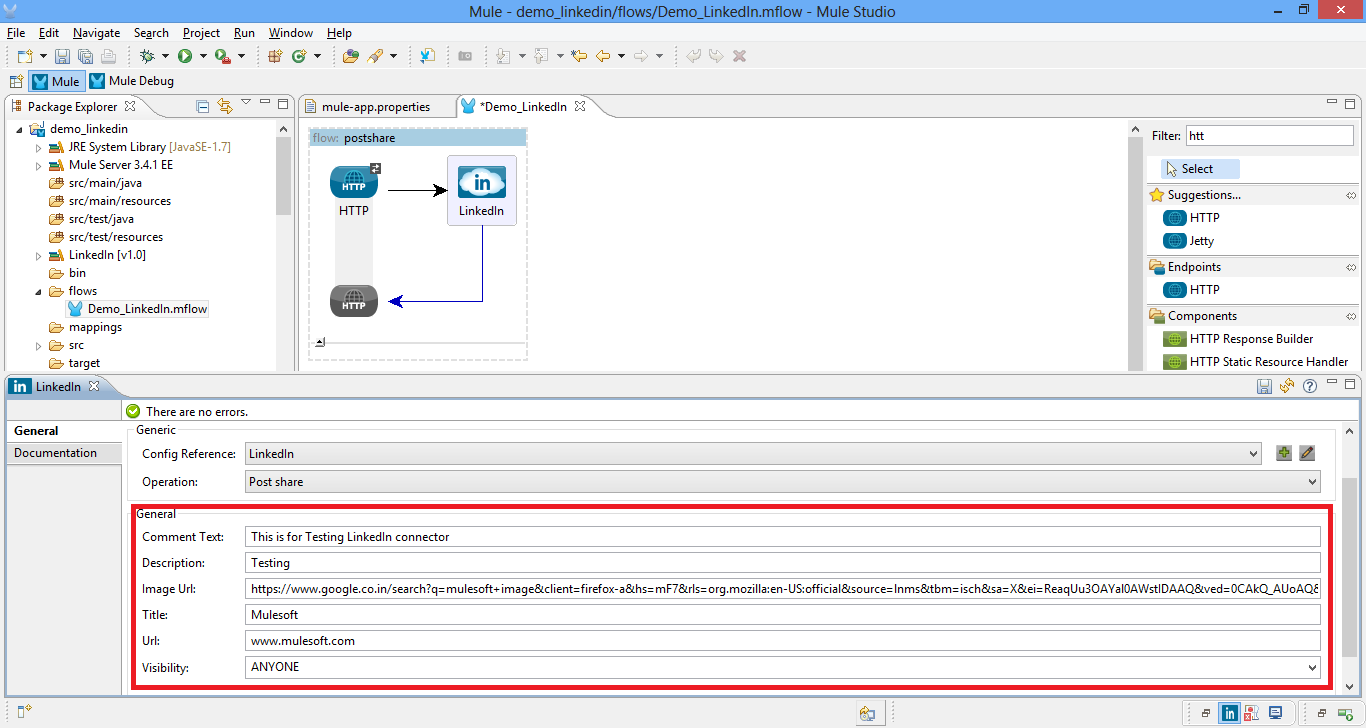 Mule - demo_linkedin/flows/Demo_LinkedIn.mflow - Mule Studio
File Edit Navigate Search Project Run Window Help
Mule Mule Debug
Package Explorer
demo_linkedin
JRE System Library [JavaSE-1.7]
Mule Server 3.4.1 EE
src/main/java
src/main/resources
src/test/java
src/test/resources
LinkedIn [v1.0]
bin
flows
Demo_LinkedIn.mflow
mappings
src
target
mule-app.properties *Demo_LinkedIn
flow: postshare
HTTP
in
HTTP
LinkedIn
HTTP
Filter: htt
Select
Suggestions...
HTTP
Jetty
Endpoints
HTTP
Components
HTTP Response Builder
HTTP Static Resource Handler
in LinkedIn
There are no errors.
General
Documentation
Generic
Config Reference: LinkedIn
Operation: Post share
General
Comment Text: This is for Testing LinkedIn connector
Description: Testing
Image Url: https://www.google.co.in/search?q=mulesoft+image&client=firefox-a&hs=mF7&rls=org.mozilla:en-US:official&source=lnms&tbm=isch&sa=X&ei=ReaqUu3OAYaI0AWstIDAAQ&ved=0CAkQ_AUoAQ&
Title: Mulesoft
Url: www.mulesoft.com
Visibility: ANYONE
in